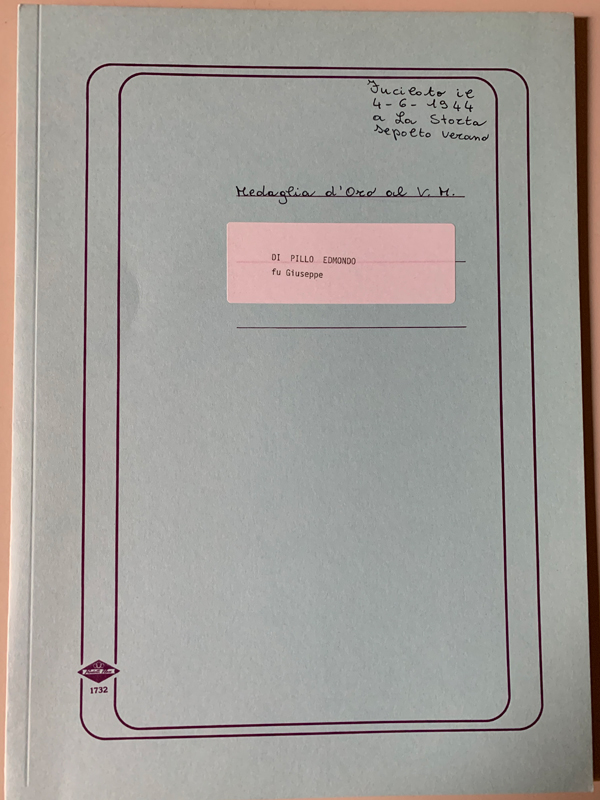 Fucilato il
4-6-1944
a La Storta
sepolto Verano
Medaglia d'Oro al V. M.
DI PILLO EDMONDO
fu Giuseppe
1732